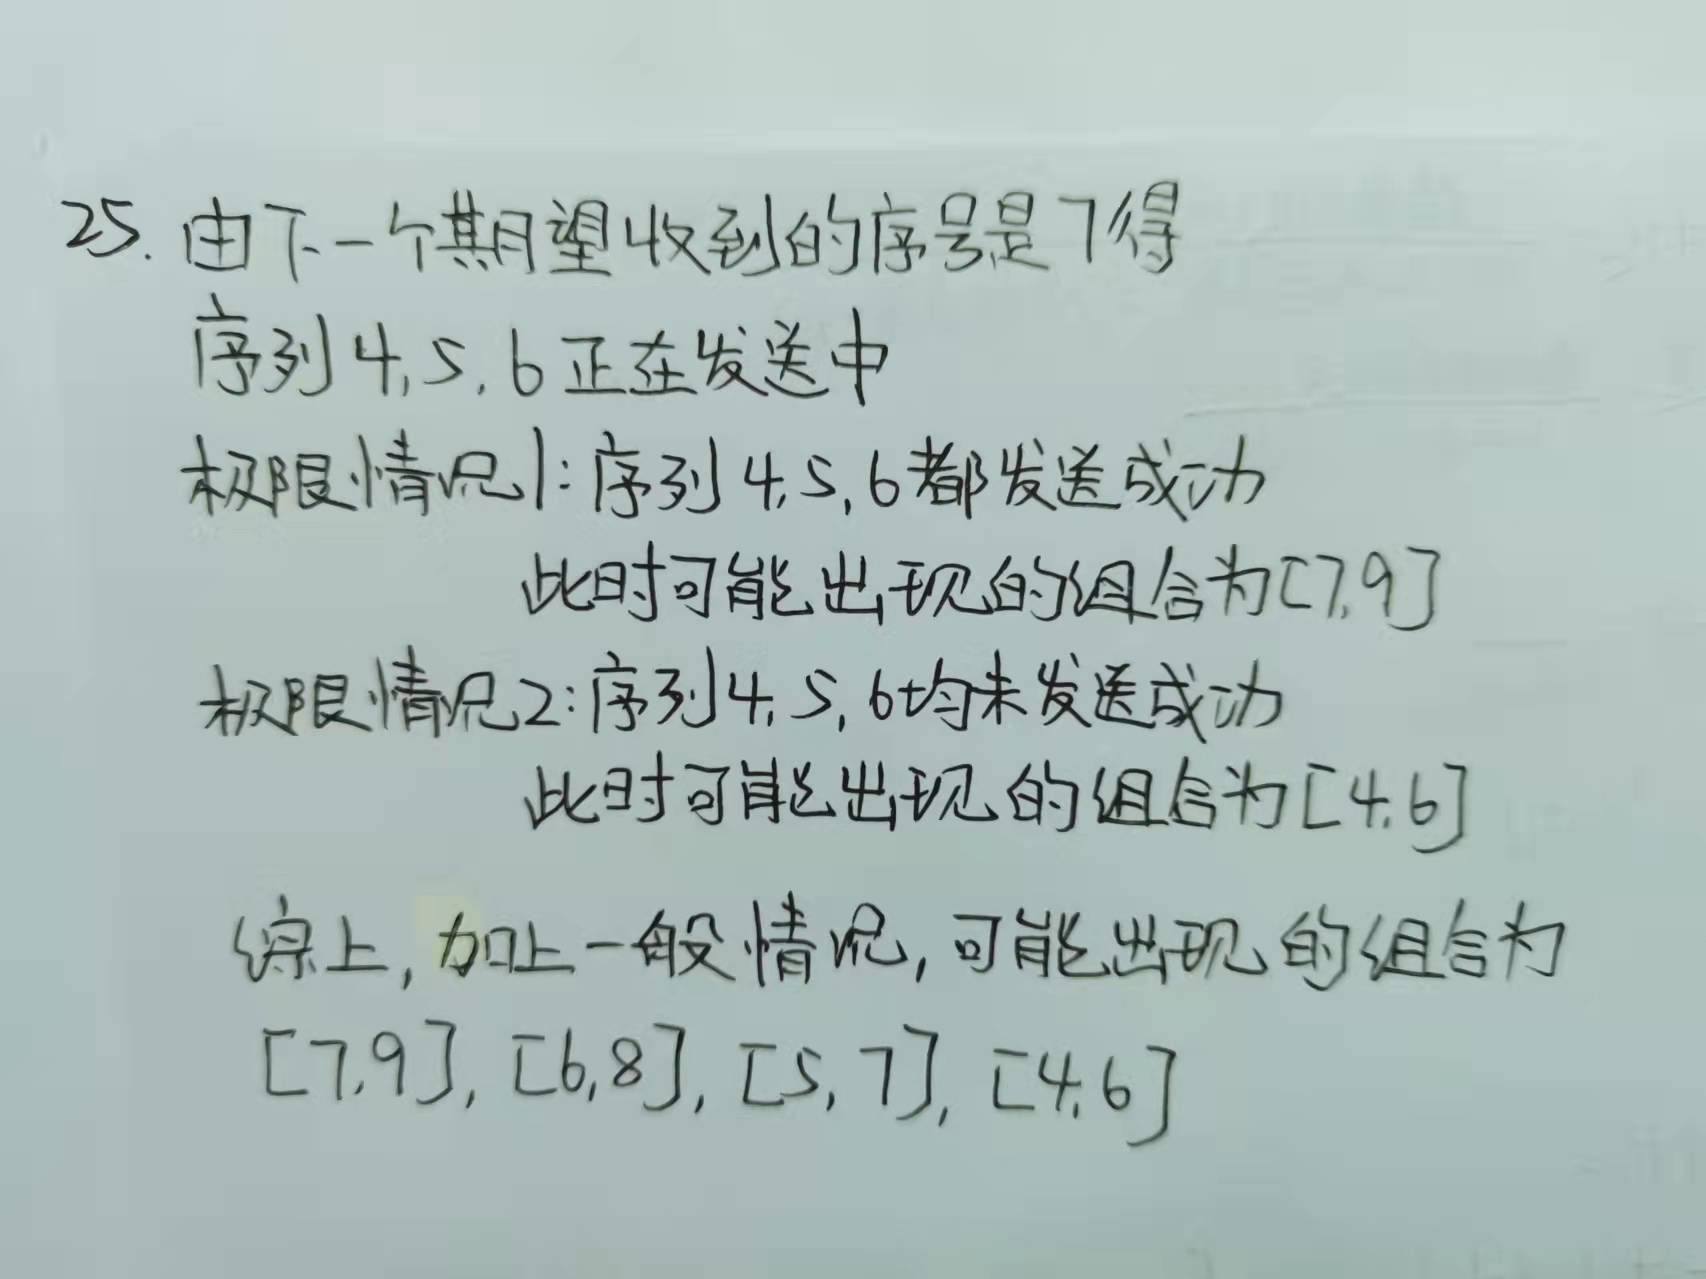 25. 由下一个期望收到的序号是7得
序列4,5,6正在发送中
极限情况1:序列4,5,6都发送成功
此时可能出现的组合为[7,9]
极限情况2:序列4,5,6均未发送成功
此时可能出现的组合为[4,6]
综上,加上一般情况,可能出现的组合为
[7,9],[6,8],[5,7],[4,6]